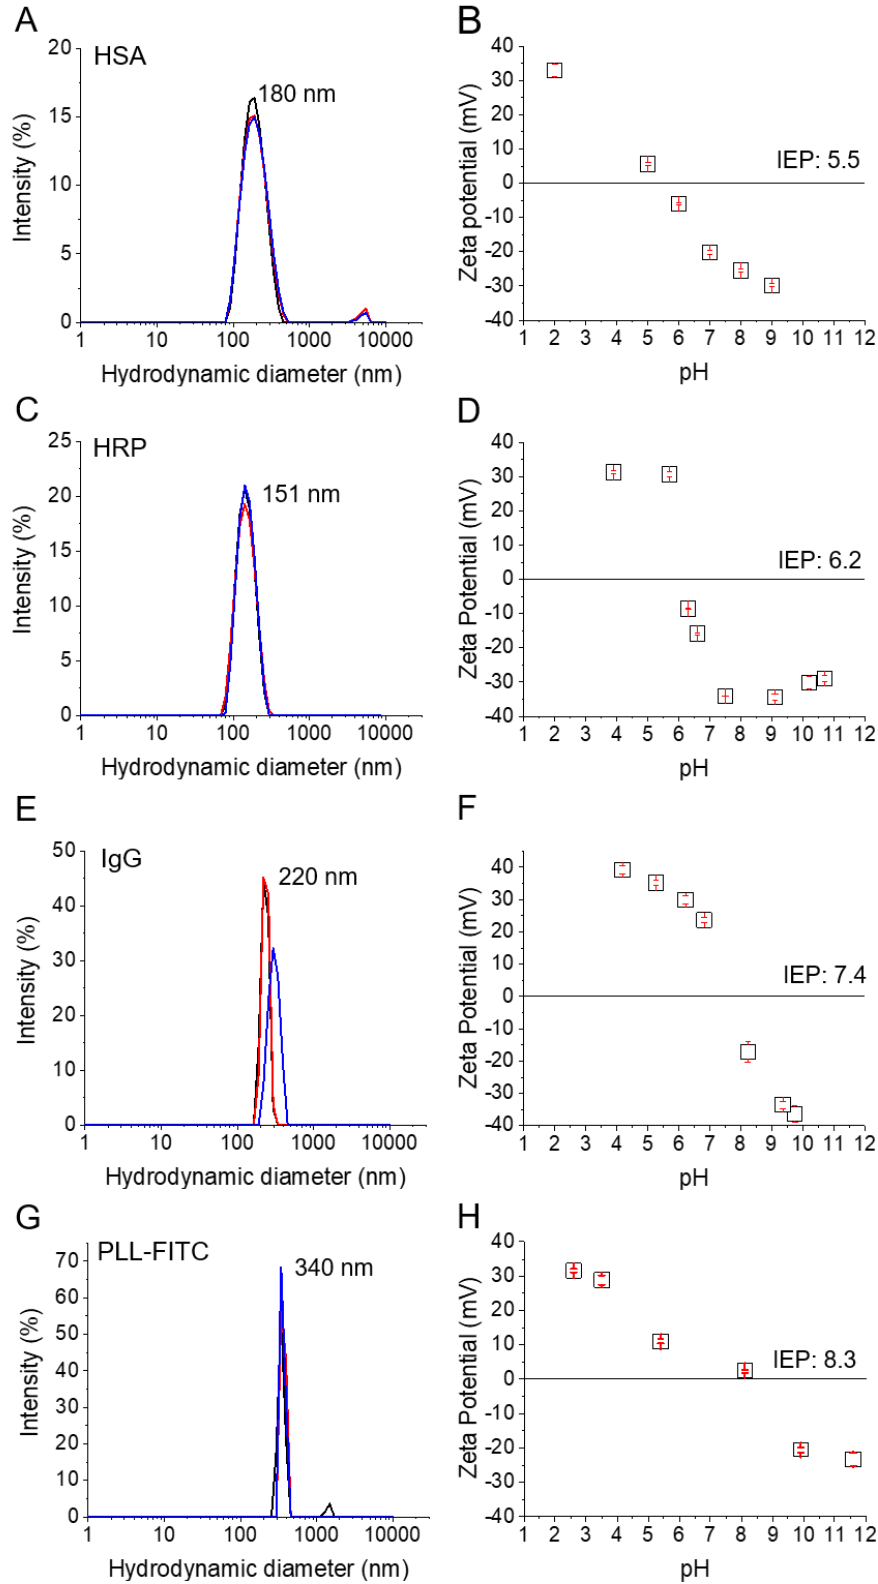 A
HSA
180 nm
20
15
10
5
0
Intensity (%)
1 10 100 1000 10000
Hydrodynamic diameter (nm)
B
40
30
20
10
0
-10
-20
-30
-40
Zeta potential (mV)
IEP: 5.5
1 2 3 4 5 6 7 8 9 10 11 12
pH
C
HRP
151 nm
25
20
15
10
5
0
Intensity (%)
1 10 100 1000 10000
Hydrodynamic diameter (nm)
D
40
30
20
10
0
-10
-20
-30
-40
Zeta Potential (mV)
IEP: 6.2
1 2 3 4 5 6 7 8 9 10 11 12
pH
E
IgG
220 nm
50
40
30
20
10
0
Intensity (%)
1 10 100 1000 10000
Hydrodynamic diameter (nm)
F
40
30
20
10
0
-10
-20
-30
-40
Zeta Potential (mV)
IEP: 7.4
1 2 3 4 5 6 7 8 9 10 11 12
pH
G
PLL-FITC
340 nm
70
60
50
40
30
20
10
0
Intensity (%)
1 10 100 1000 10000
Hydrodynamic diameter (nm)
H
40
30
20
10
0
-10
-20
-30
-40
Zeta Potential (mV)
IEP: 8.3
1 2 3 4 5 6 7 8 9 10 11 12
pH